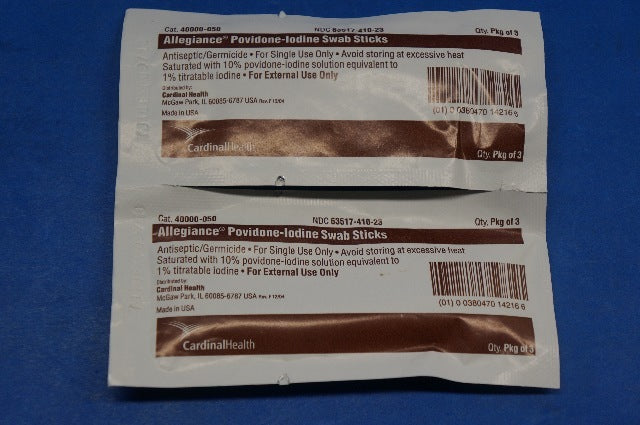 Cat. 40000-050 NDC 63517-410-23 Qty. Pkg of 3
Allegiance® Povidone-Iodine Swab Sticks
Antiseptic/Germicide • For Single Use Only • Avoid storing at excessive heat
Saturated with 10% povidone-iodine solution equivalent to
1% titratable iodine • For External Use Only
Distributed by:
Cardinal Health
McGaw Park, IL 60085-6787 USA Rev. F 12/04
Made in USA
(01) 0 0380470 14216 6
CardinalHealth
Qty. Pkg of 3
Cat. 40000-050 NDC 63517-410-23 Qty. Pkg of 3
Allegiance® Povidone-Iodine Swab Sticks
Antiseptic/Germicide • For Single Use Only • Avoid storing at excessive heat
Saturated with 10% povidone-iodine solution equivalent to
1% titratable iodine • For External Use Only
Distributed by:
Cardinal Health
McGaw Park, IL 60085-6787 USA Rev. F 12/04
Made in USA
(01) 0 0380470 14216 6
CardinalHealth
Qty. Pkg of 3